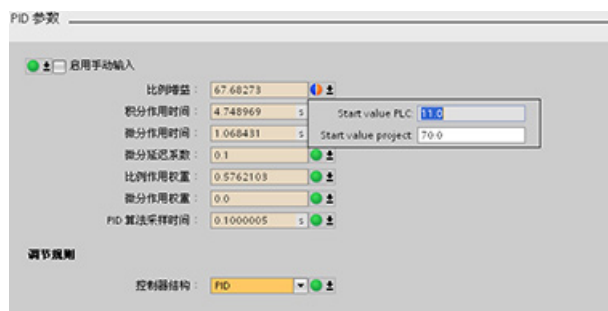 PID 参数
启用手动输入
比例增益: 67.68273
积分作用时间: 4.748969 s
Start value PLC: 11.0
微分作用时间: 1.068431 s
Start value project: 70.0
微分延迟系数: 0.1
比例作用权重: 0.5762103
微分作用权重: 0.0
PID 算法采样时间: 0.1000005 s
调节规则
控制器结构: PID